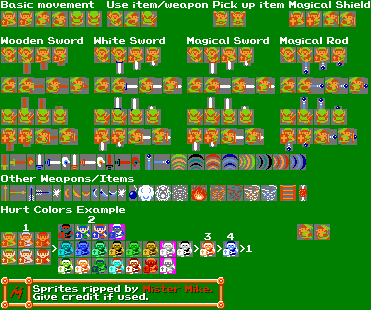 Basic movement Use item/weapon Pick up item Magical Shield
Wooden Sword White Sword Magical Sword Magical Rod
Other Weapons/Items
Hurt Colors Example
1 2
3 4
> > > >1
Sprites ripped by Mister Mike.
Give credit if used.